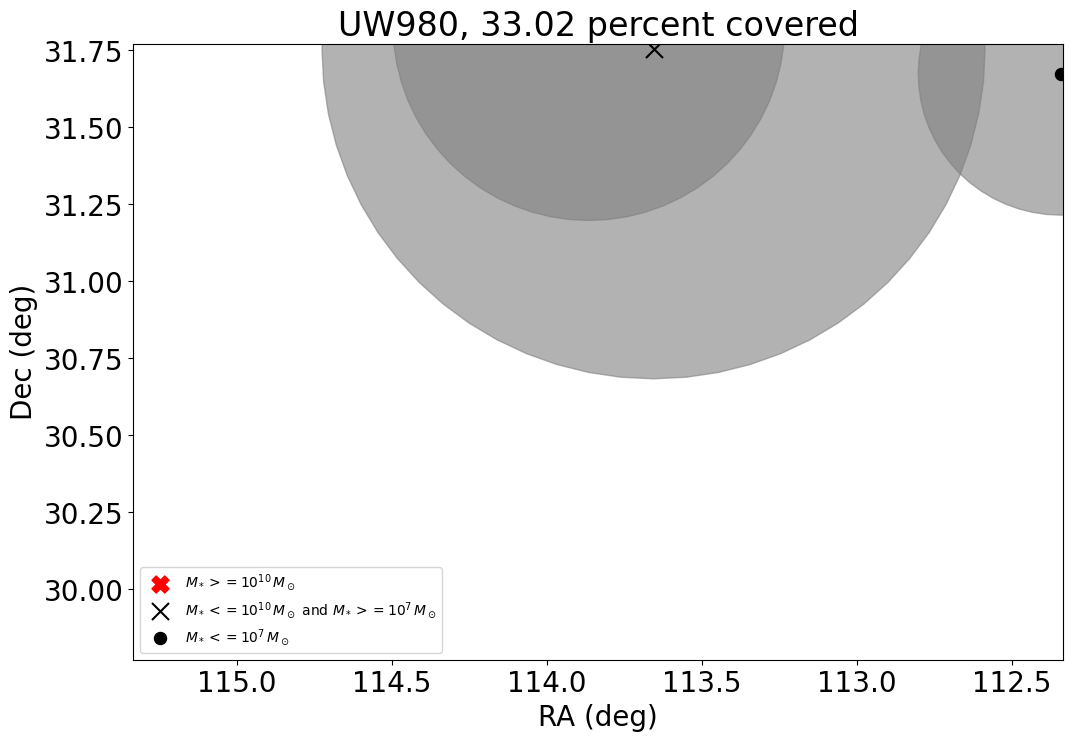 UW980, 33.02 percent covered
31.75
31.50
31.25
31.00
30.75
30.50
30.25
30.00
Dec (deg)
M* >= 10^10 M⊙
M* <= 10^10 M⊙ and M* >= 10^7 M⊙
M* <= 10^7 M⊙
115.0 114.5 114.0 113.5 113.0 112.5
RA (deg)